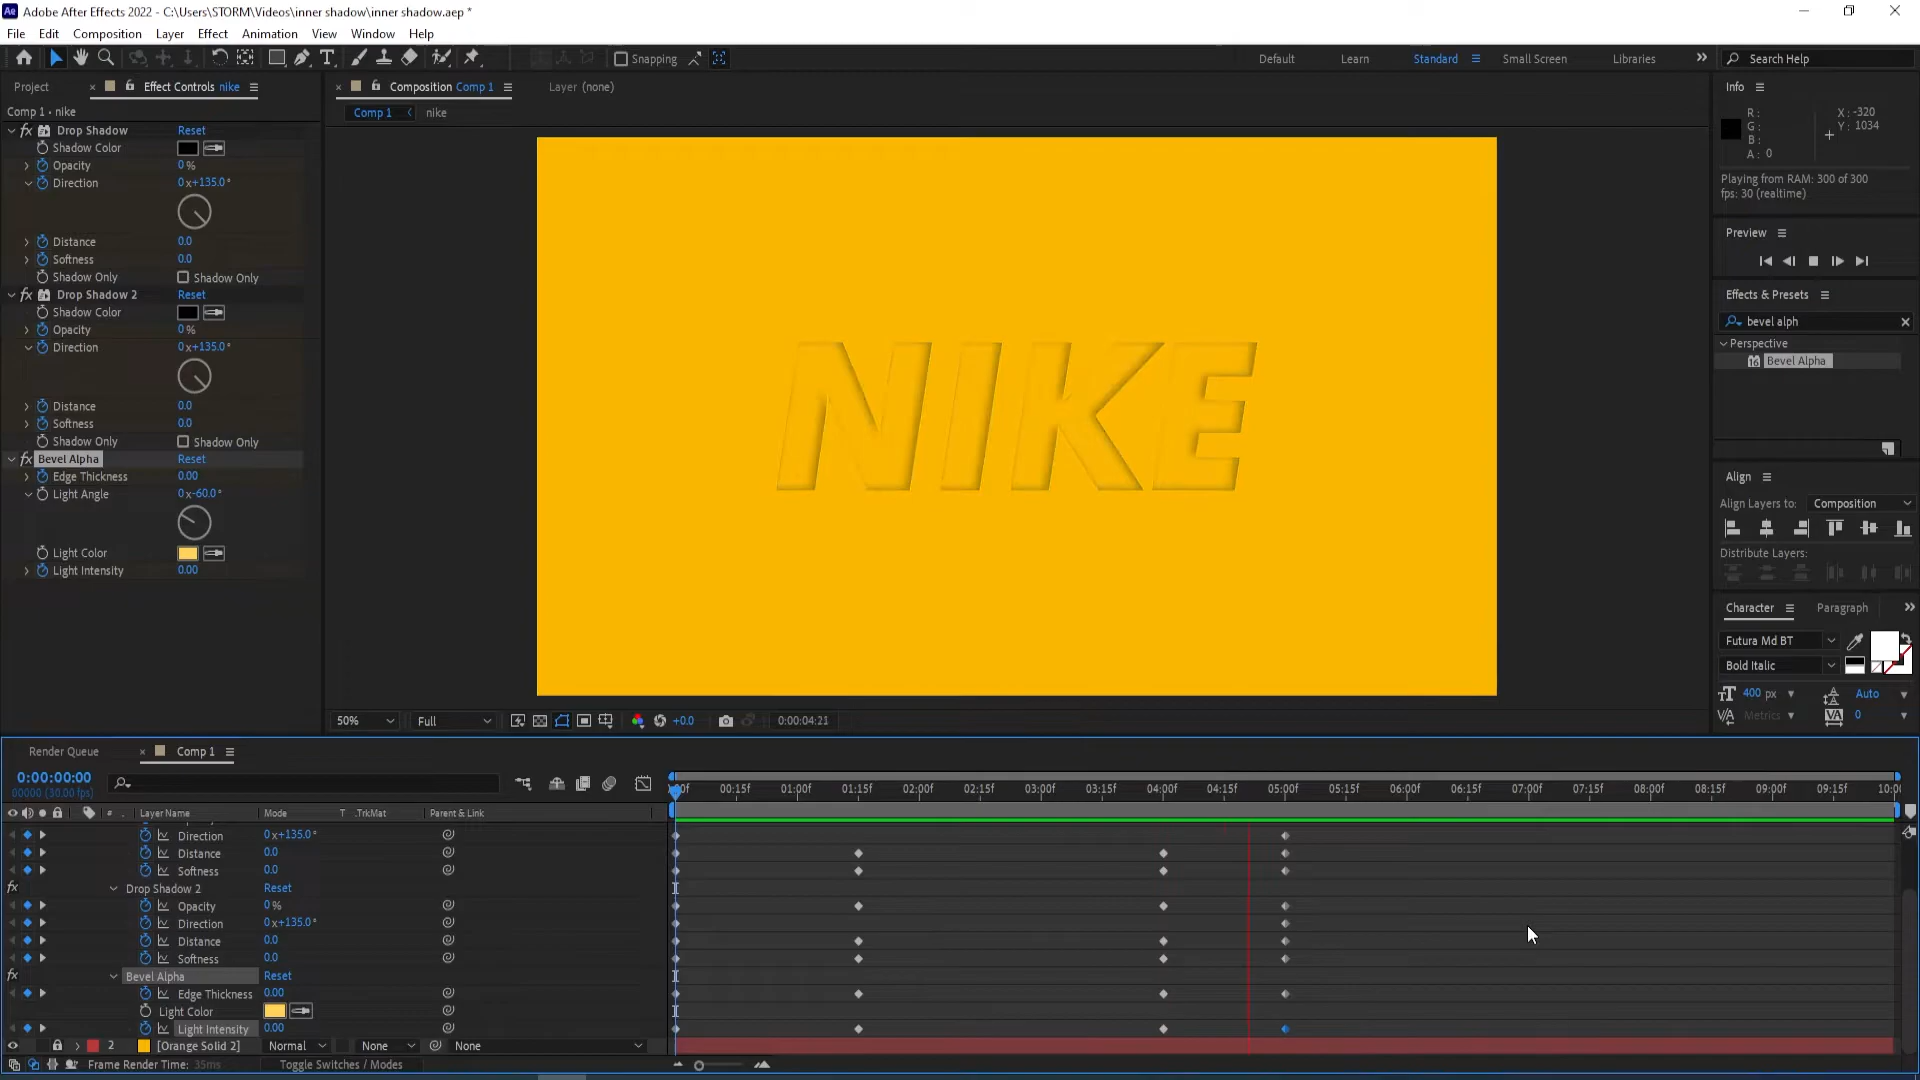 Adobe After Effects 2022 - C:\Users\STORM\Videos\inner shadow\inner shadow.aep *
File Edit Composition Layer Effect Animation View Window Help
Snapping
Default Learn Standard Small Screen Libraries
Search Help
Project
Effect Controls nike
Comp 1 • nike
fx Drop Shadow Reset
Shadow Color
Opacity 0 %
Direction 0x+135.0°
Distance 0.0
Softness 0.0
Shadow Only Shadow Only
fx Drop Shadow 2 Reset
Shadow Color
Opacity 0 %
Direction 0x+135.0°
Distance 0.0
Softness 0.0
Shadow Only Shadow Only
fx Bevel Alpha Reset
Edge Thickness 0.00
Light Angle 0x-60.0°
Light Color
Light Intensity 0.00
Composition Comp 1
Layer (none)
Comp 1 nike
NIKE
50% Full +0.0 0:00:04:21
Info
R :
G :
B :
A : 0
X : -320
Y : 1034
Playing from RAM: 300 of 300
fps: 30 (realtime)
Preview
Effects & Presets
bevel alph
Perspective
Bevel Alpha
Align
Align Layers to: Composition
Distribute Layers:
Character Paragraph
Futura Md BT
Bold Italic
400 px Auto
Metrics 0
Render Queue
Comp 1
0:00:00:00
00000 (30.00 fps)
# Layer Name Mode T .TrkMat Parent & Link
00:15f 01:00f 01:15f 02:00f 02:15f 03:00f 03:15f 04:00f 04:15f 05:00f 05:15f 06:00f 06:15f 07:00f 07:15f 08:00f 08:15f 09:00f 09:15f
Direction 0x+135.0°
Distance 0.0
Softness 0.0
fx Drop Shadow 2 Reset
Opacity 0 %
Direction 0x+135.0°
Distance 0.0
Softness 0.0
fx Bevel Alpha Reset
Edge Thickness 0.00
Light Color
Light Intensity 0.00
2 [Orange Solid 2] Normal None None
Frame Render Time: 35ms
Toggle Switches / Modes